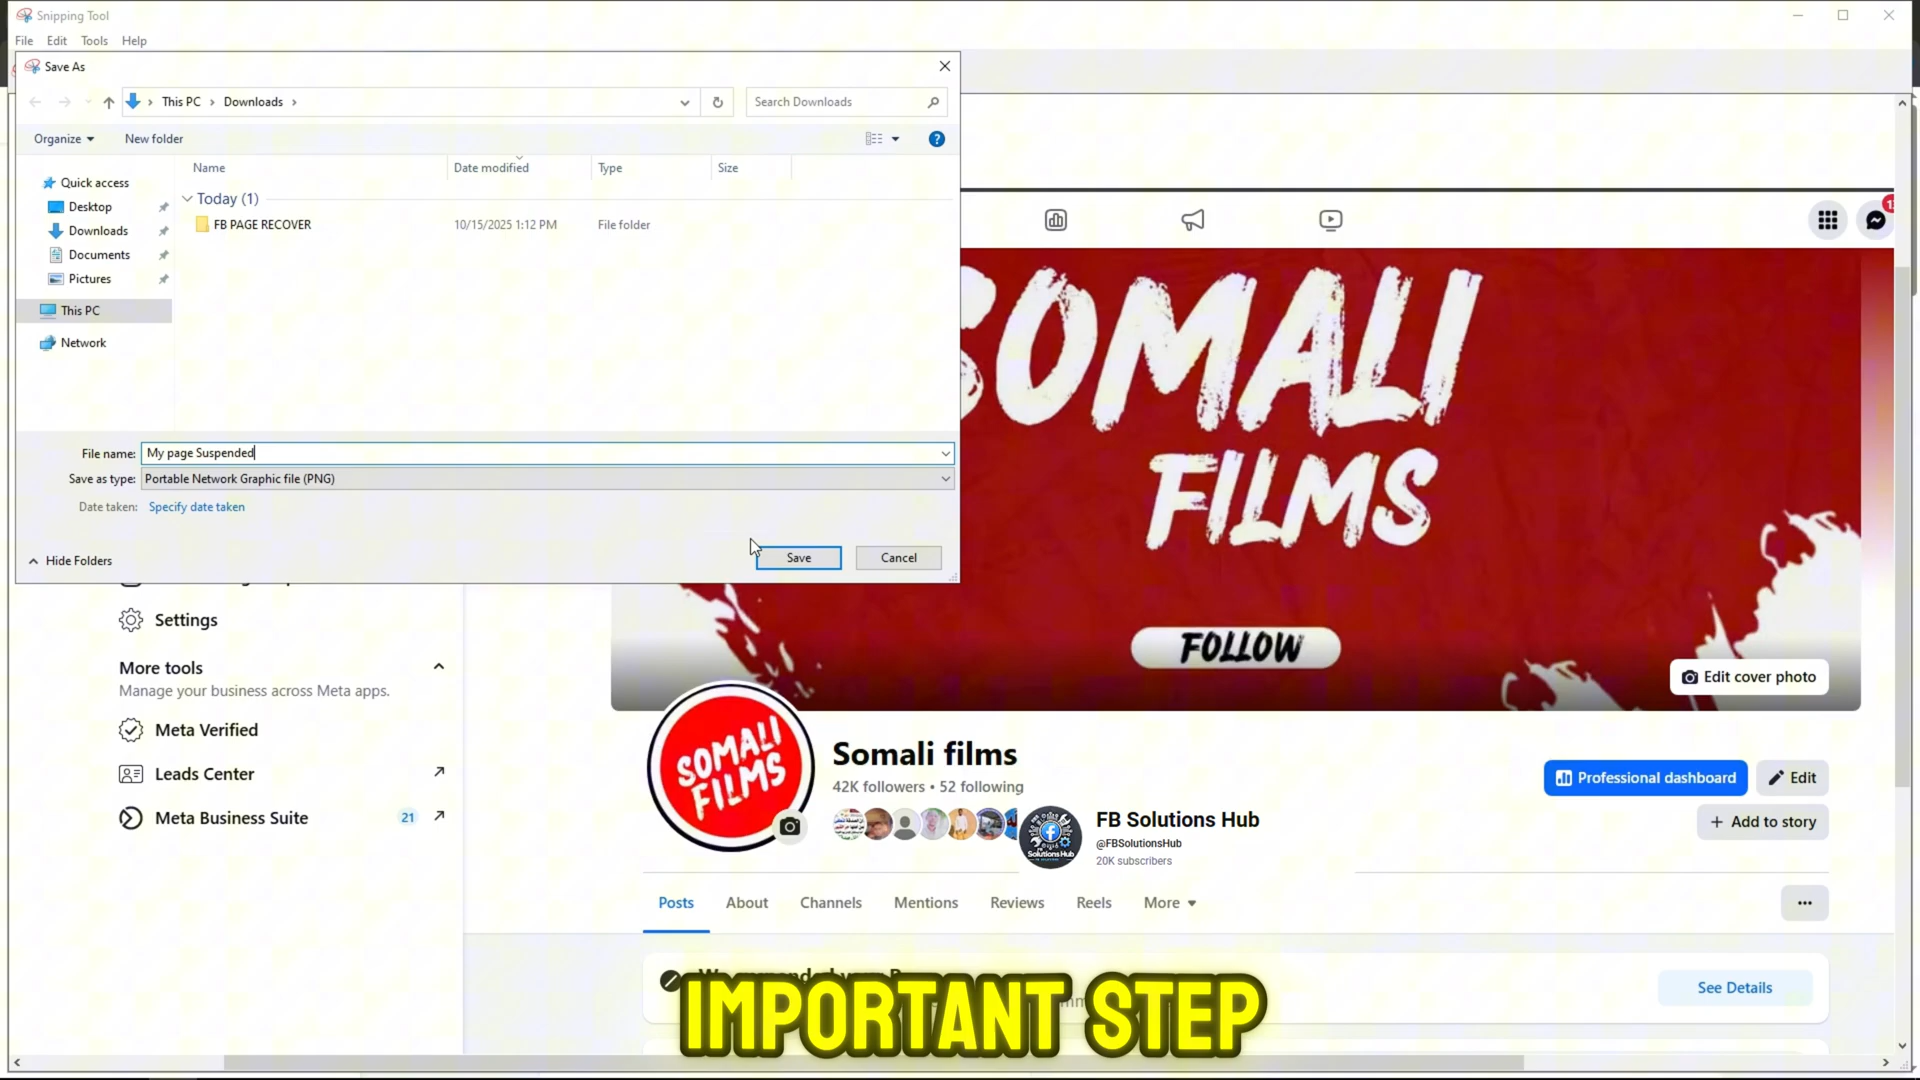 Snipping Tool
File Edit Tools Help
Save As
This PC > Downloads >
Search Downloads
Organize New folder
Name Date modified Type Size
Quick access
Desktop
Downloads
Documents
Pictures
This PC
Network
Today (1)
FB PAGE RECOVER 10/15/2025 1:12 PM File folder
File name: My page Suspended
Save as type: Portable Network Graphic file (PNG)
Date taken: Specify date taken
Hide Folders
Save
Cancel
SOMALI
FILMS
FOLLOW
Edit cover photo
Settings
More tools
Manage your business across Meta apps.
Meta Verified
Leads Center
Meta Business Suite 21
SOMALI
FILMS
Somali films
42K followers • 52 following
Professional dashboard
Edit
Add to story
FB Solutions Hub
@FBSolutionsHub
20K subscribers
Solutions Hub
Posts About Channels Mentions Reviews Reels More
See Details
IMPORTANT STEP